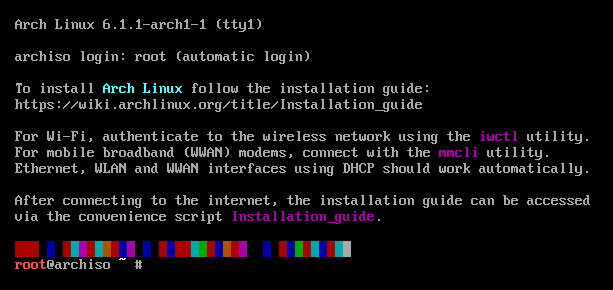 Arch Linux 6.1.1-arch1-1 (tty1)
archiso login: root (automatic login)
To install Arch Linux follow the installation guide:
https://wiki.archlinux.org/title/Installation_guide
For Wi-Fi, authenticate to the wireless network using the iwctl utility.
For mobile broadband (WWAN) modems, connect with the mmcli utility.
Ethernet, WLAN and WWAN interfaces using DHCP should work automatically.
After connecting to the internet, the installation guide can be accessed
via the convenience script Installation_guide.
root@archiso ~ #